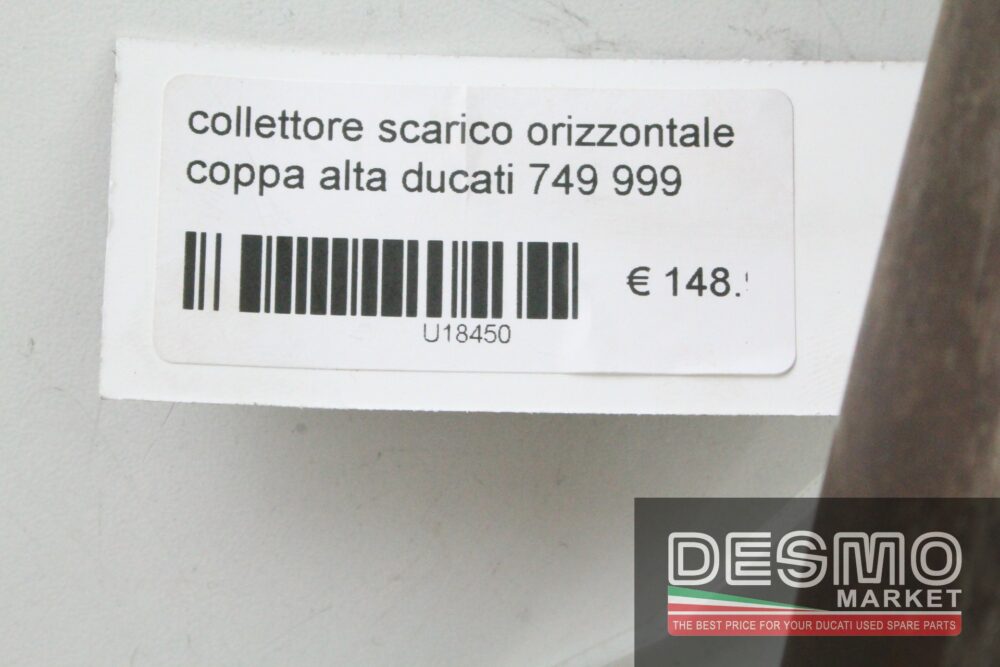 collettore scarico orizzontale
coppa alta ducati 749 999
€ 148.
U18450
DESMO
MARKET
THE BEST PRICE FOR YOUR DUCATI USED SPARE PARTS